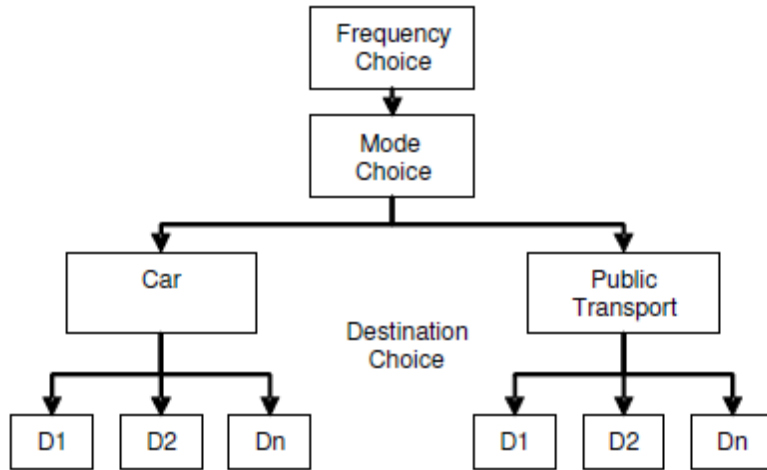 Frequency
Choice
Mode
Choice
Car
Public
Transport
Destination
Choice
D1 D2 Dn D1 D2 Dn